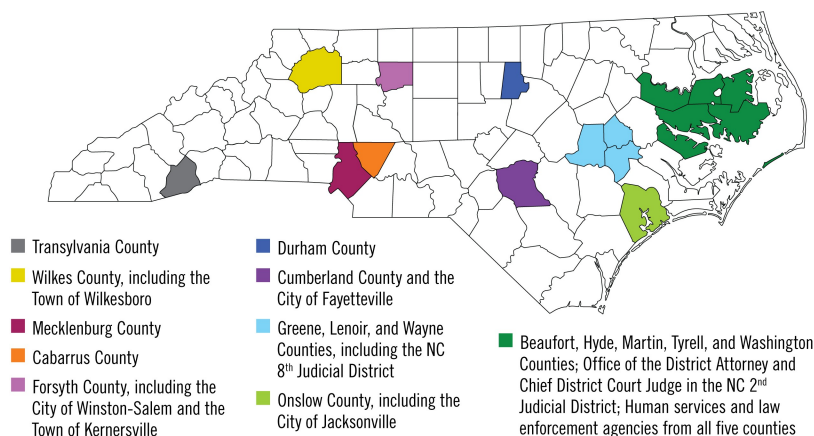 Transylvania County
Wilkes County, including the
Town of Wilkesboro
Mecklenburg County
Cabarrus County
Forsyth County, including the
City of Winston-Salem and the
Town of Kernersville
Durham County
Cumberland County and the
City of Fayetteville
Greene, Lenoir, and Wayne
Counties, including the NC
8th Judicial District
Onslow County, including the
City of Jacksonville
Beaufort, Hyde, Martin, Tyrell, and Washington
Counties; Office of the District Attorney and
Chief District Court Judge in the NC 2nd
Judicial District; Human services and law
enforcement agencies from all five counties